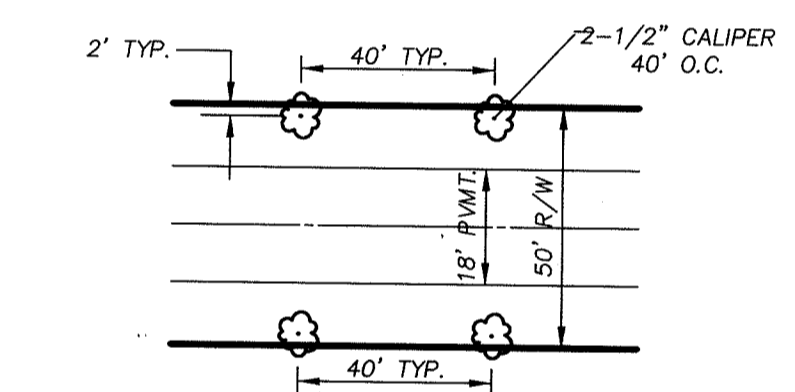 2' TYP.
40' TYP.
2-1/2" CALIPER
40' O.C.
18' PVMT.
50' R/W
40' TYP.